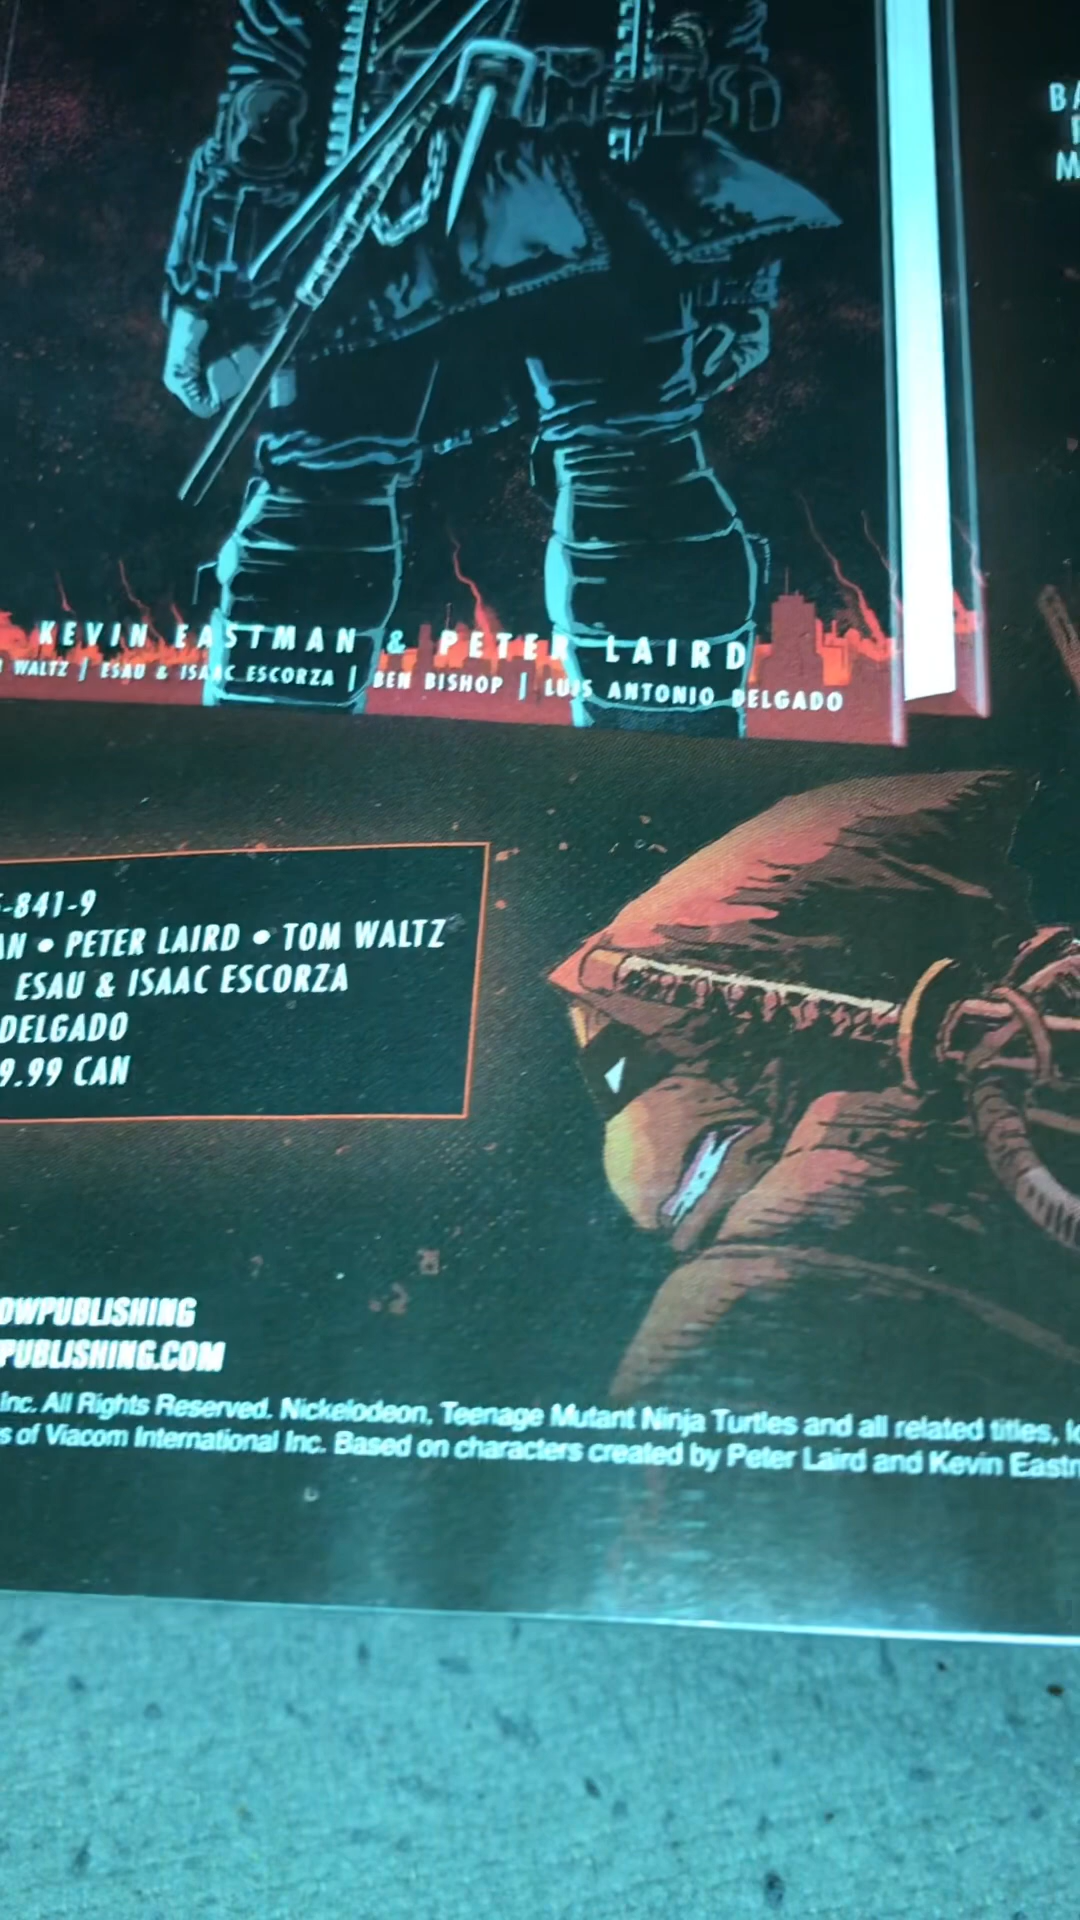 BA
M
KEVIN EASTMAN & PETER LAIRD
WALTZ | ESAU & ISAAC ESCORZA | BEN BISHOP | LUIS ANTONIO DELGADO
-841-9
AN • PETER LAIRD • TOM WALTZ
ESAU & ISAAC ESCORZA
DELGADO
9.99 CAN
OWPUBLISHING
PUBLISHING.COM
Inc. All Rights Reserved. Nickelodeon, Teenage Mutant Ninja Turtles and all related titles, lo
s of Viacom International Inc. Based on characters created by Peter Laird and Kevin Eastm